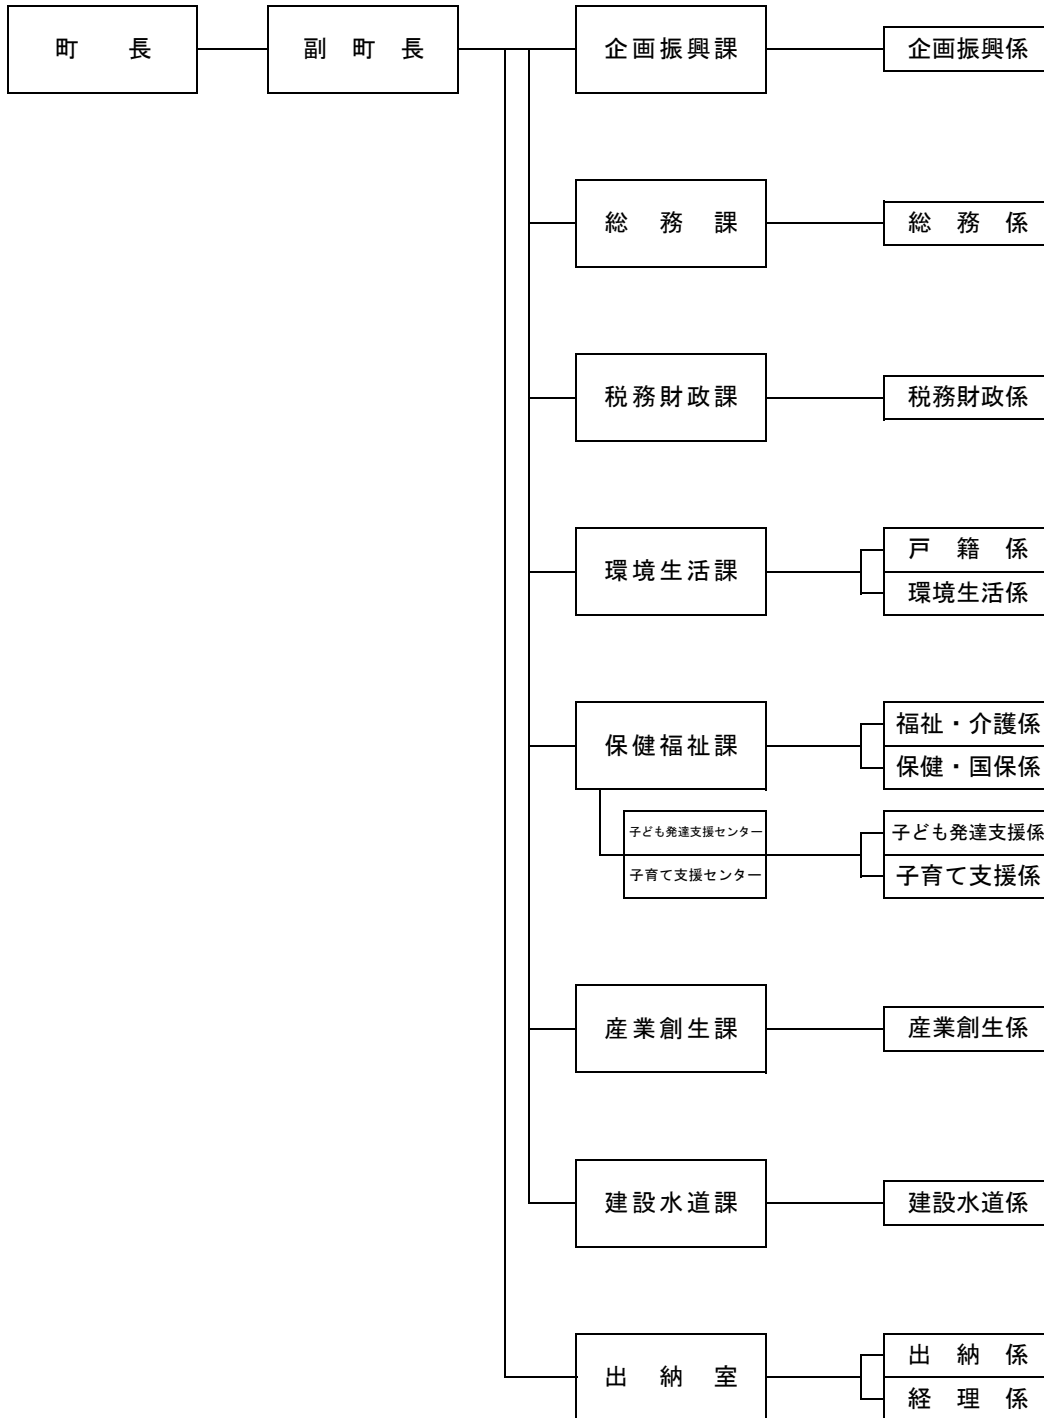 町　長
副　町　長
企画振興課
企画振興係
総　務　課
総　務　係
税務財政課
税務財政係
環境生活課
戸　籍　係
環境生活係
保健福祉課
福祉・介護係
保健・国保係
子ども発達支援センター
子育て支援センター
子ども発達支援係
子育て支援係
産業創生課
産業創生係
建設水道課
建設水道係
出　納　室
出　納　係
経　理　係